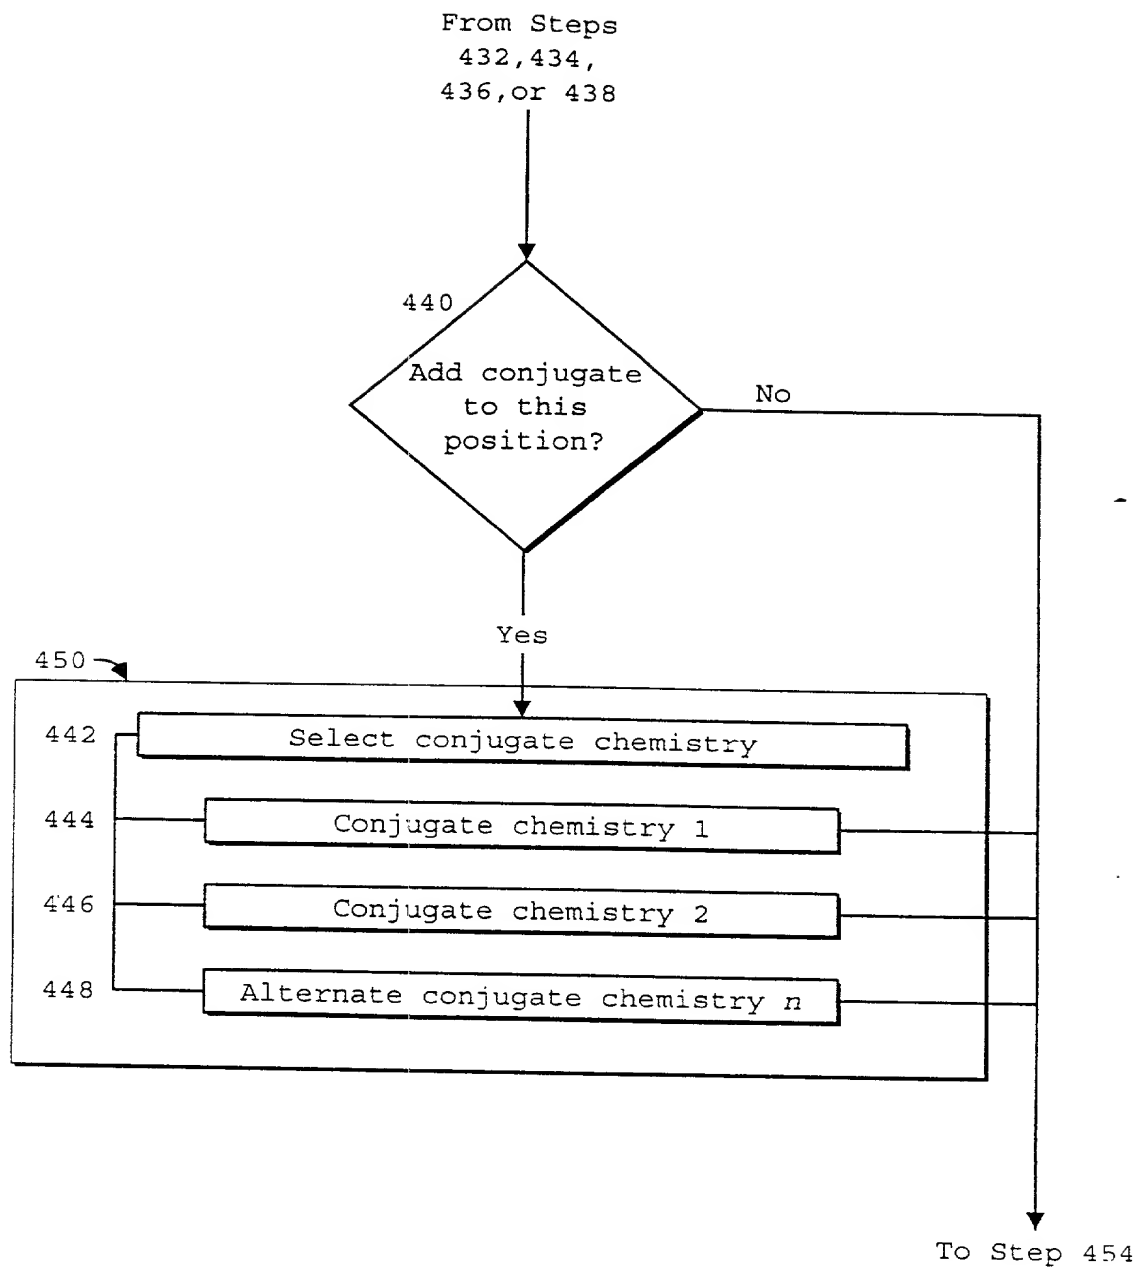 From Steps
432,434,
436,or 438
440
Add conjugate
to this
position?
No
Yes
450
442
Select conjugate chemistry
444
Conjugate chemistry 1
446
Conjugate chemistry 2
448
Alternate conjugate chemistry n
To Step 454